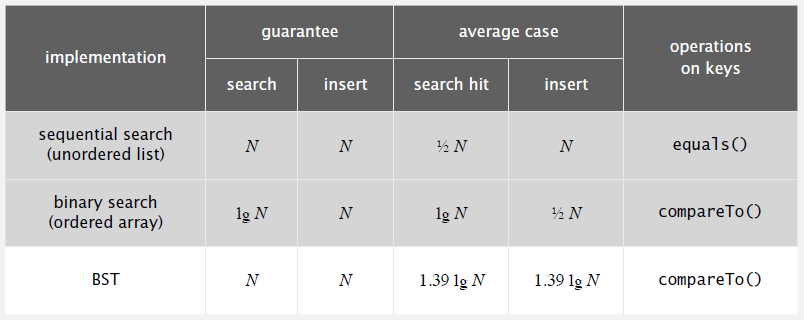 implementation guarantee average case operations on keys
search insert search hit insert
sequential search (unordered list) N N ½ N N equals()
binary search (ordered array) lg N N lg N ½ N compareTo()
BST N N 1.39 lg N 1.39 lg N compareTo()